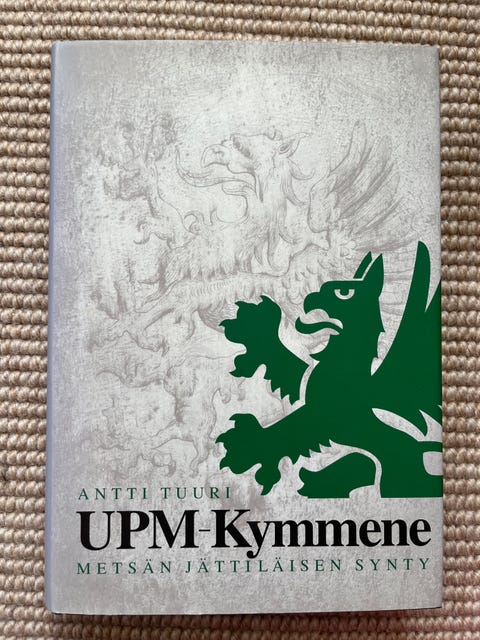 ANTTI TUURI
UPM-Kymmene
METSÄN JÄTTILÄISEN SYNTY